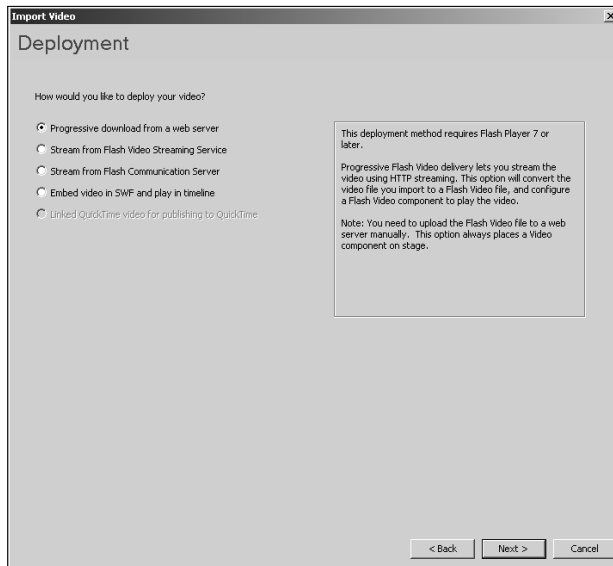 Import Video
Deployment
How would you like to deploy your video?
Progressive download from a web server
Stream from Flash Video Streaming Service
Stream from Flash Communication Server
Embed video in SWF and play in timeline
Linked QuickTime video for publishing to QuickTime
This deployment method requires Flash Player 7 or
later.
Progressive Flash Video delivery lets you stream the
video using HTTP streaming. This option will convert the
video file you import to a Flash Video file, and configure
a Flash Video component to play the video.
Note: You need to upload the Flash Video file to a web
server manually. This option always places a Video
component on stage.
< Back
Next >
Cancel